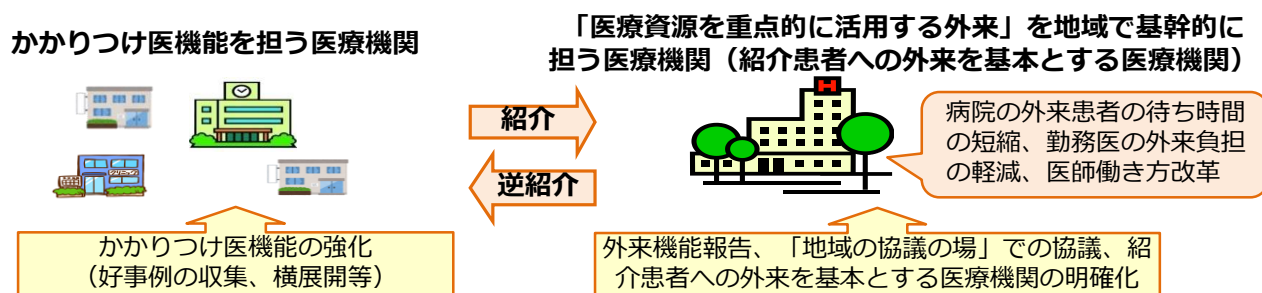 かかりつけ医機能を担う医療機関
「医療資源を重点的に活用する外来」を地域で基幹的に
担う医療機関（紹介患者への外来を基本とする医療機関）
紹介
逆紹介
H
病院の外来患者の待ち時間
の短縮、勤務医の外来負担
の軽減、医師働き方改革
かかりつけ医機能の強化
（好事例の収集、横展開等）
外来機能報告、「地域の協議の場」での協議、紹
介患者への外来を基本とする医療機関の明確化